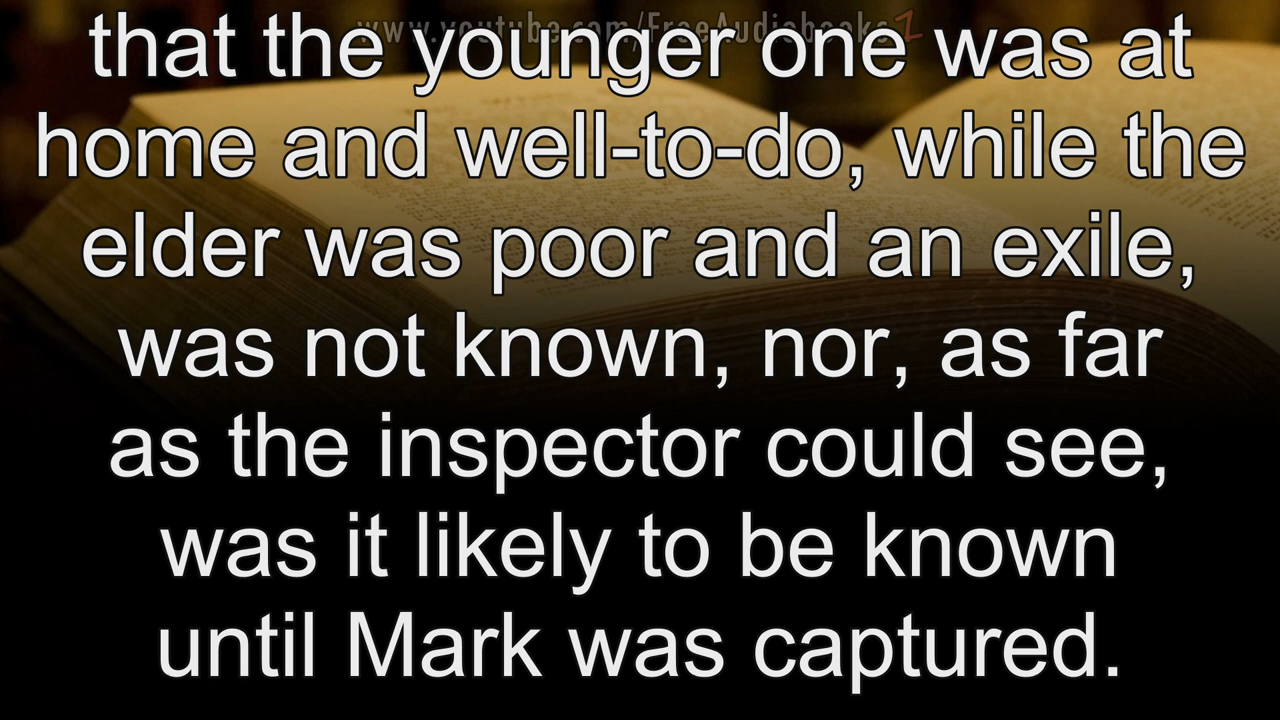 www.youtube.com/FreeAudiobooksZ
that the younger one was at
home and well-to-do, while the
elder was poor and an exile,
was not known, nor, as far
as the inspector could see,
was it likely to be known
until Mark was captured.